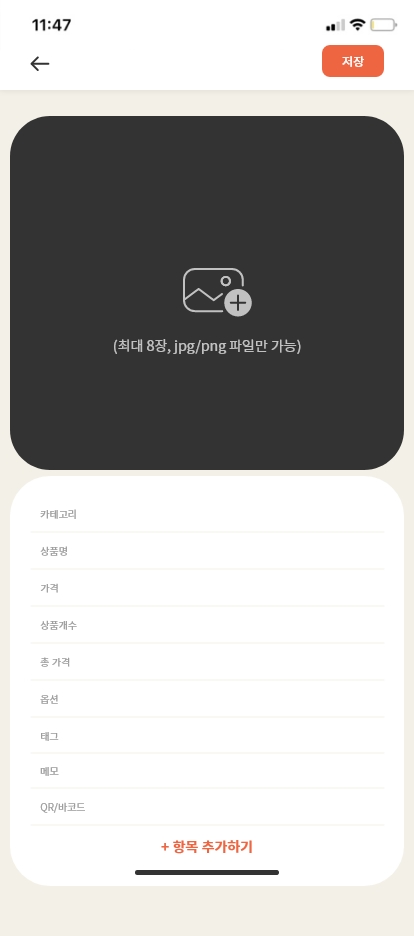 11:47
저장
(최대 8장, jpg/png 파일만 가능)
카테고리
상품명
가격
상품개수
총 가격
옵션
태그
메모
QR/바코드
+ 항목 추가하기